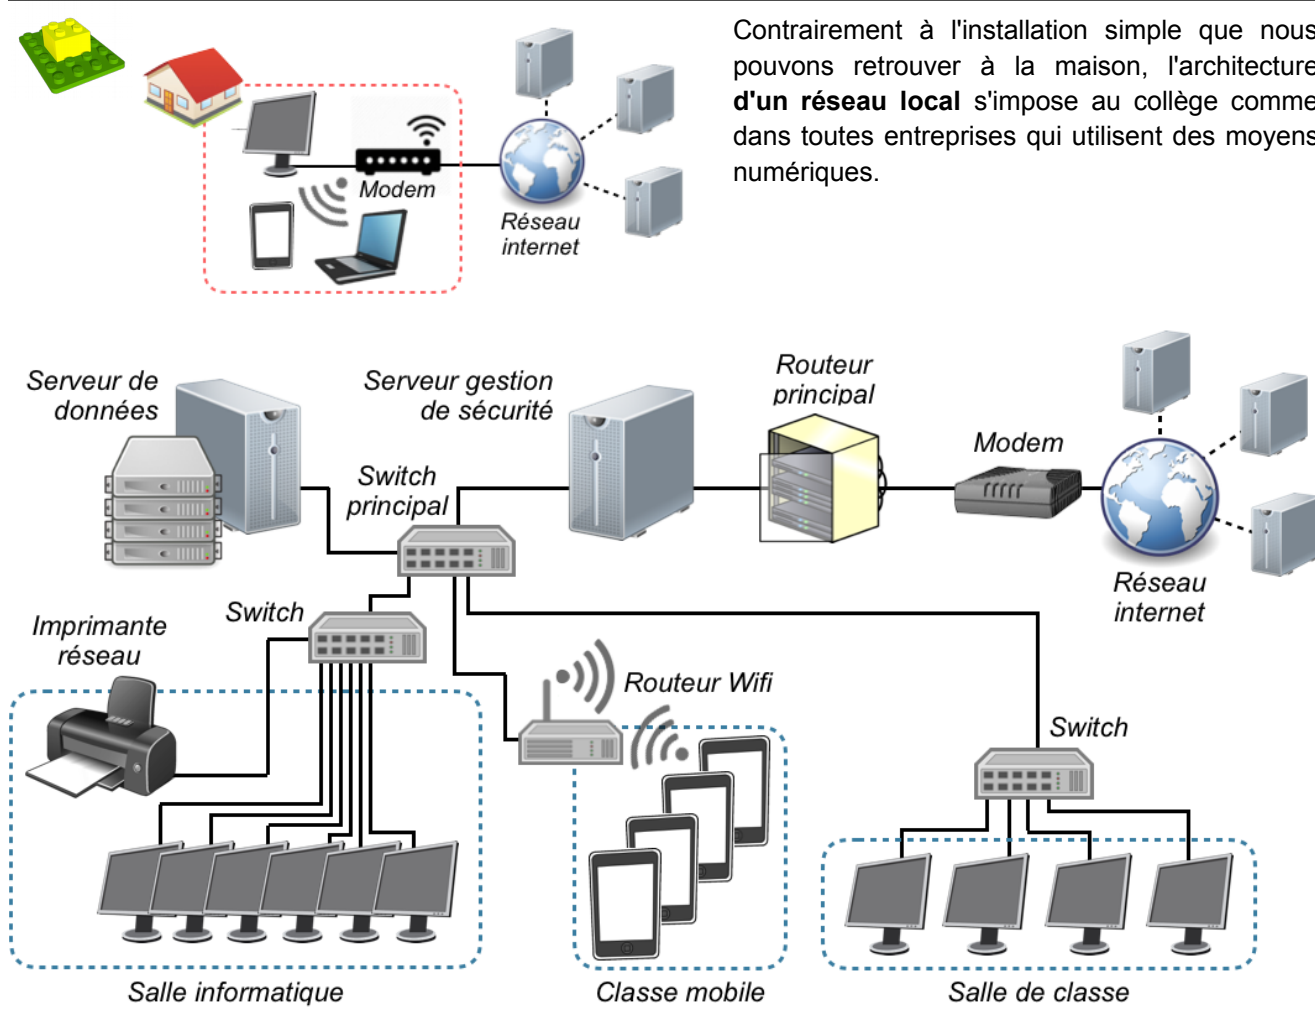 Contrairement à l'installation simple que nous
pouvons retrouver à la maison, l'architecture
d'un réseau local s'impose au collège comme
dans toutes entreprises qui utilisent des moyens
numériques.
Modem
Réseau
internet
Serveur de
données
Serveur gestion
de sécurité
Routeur
principal
Modem
Switch
principal
Réseau
internet
Switch
Imprimante
réseau
Routeur Wifi
Switch
Salle informatique
Classe mobile
Salle de classe